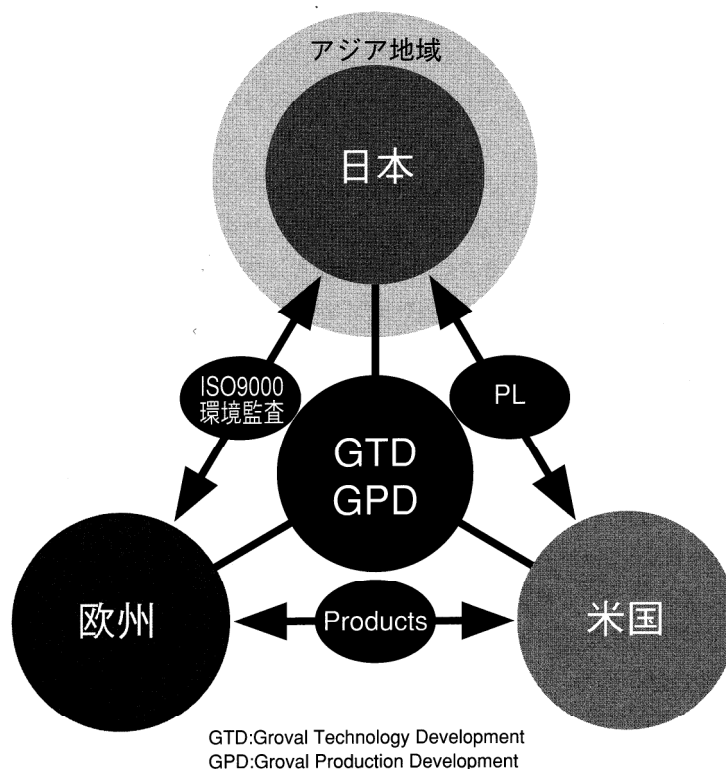 アジア地域
日本
ISO9000
環境監査
PL
GTD
GPD
欧州
Products
米国
GTD:Groval Technology Development
GPD:Groval Production Development